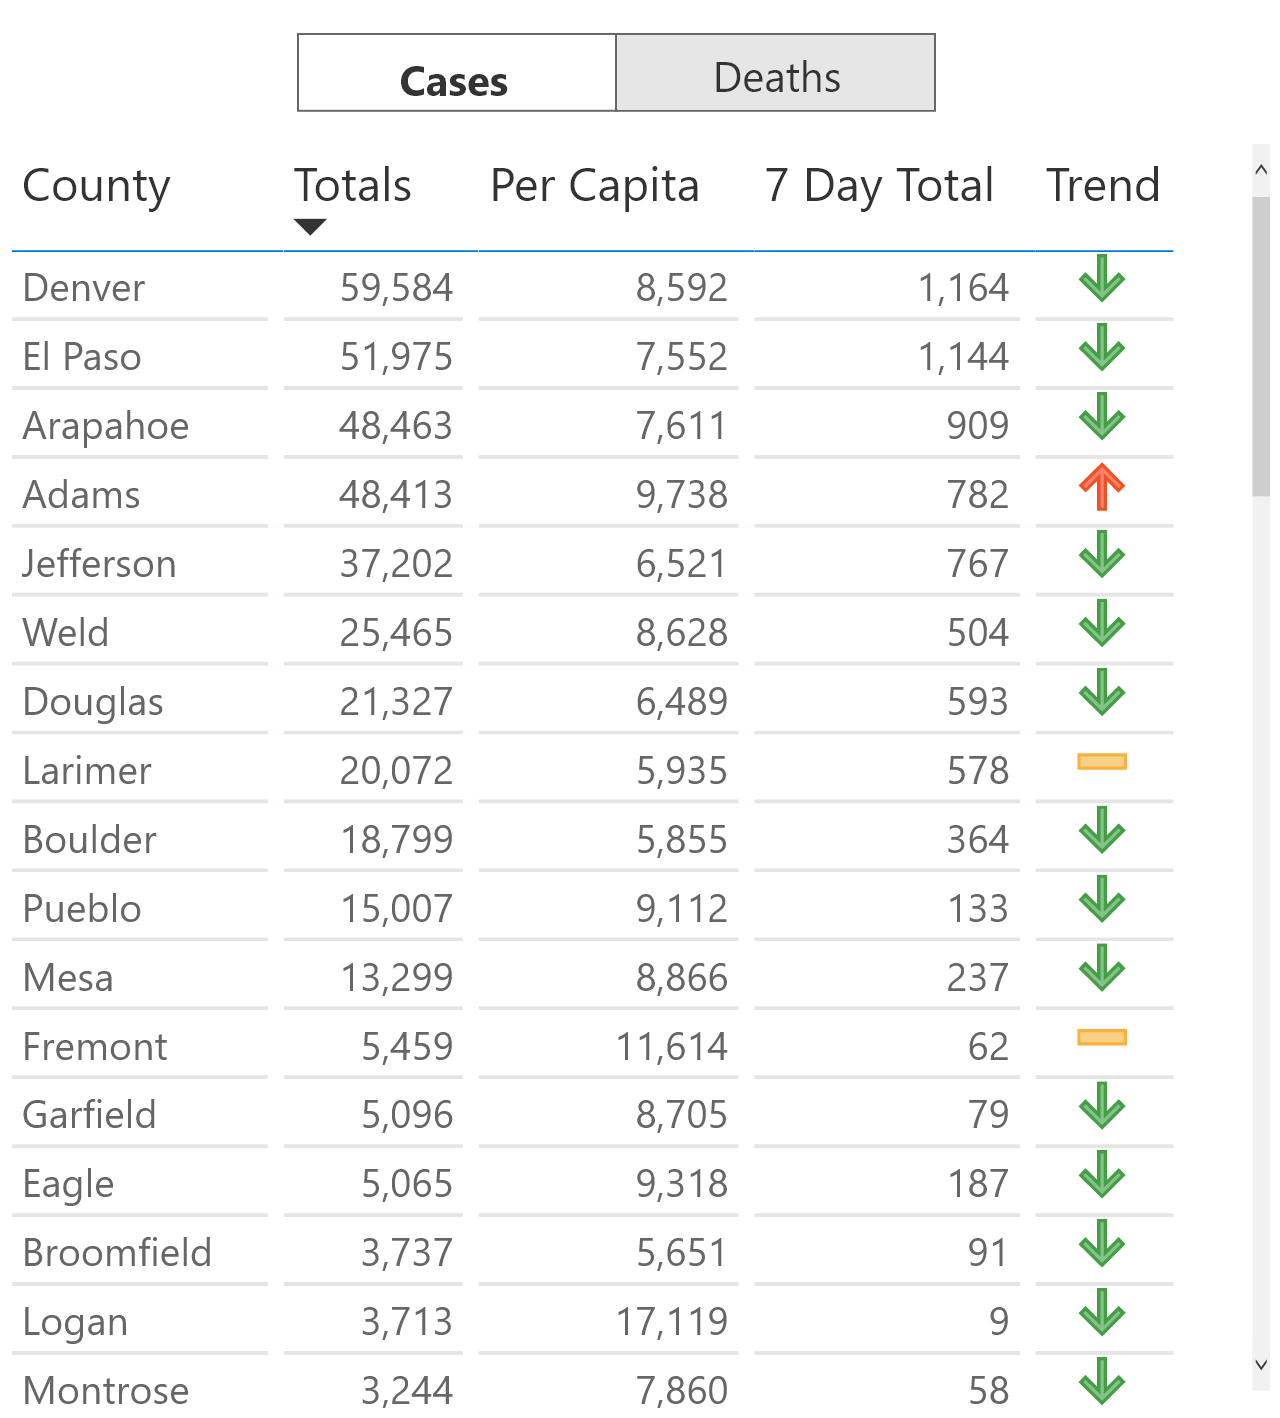 Cases Deaths
County Totals Per Capita 7 Day Total Trend
Denver 59,584 8,592 1,164
El Paso 51,975 7,552 1,144
Arapahoe 48,463 7,611 909
Adams 48,413 9,738 782
Jefferson 37,202 6,521 767
Weld 25,465 8,628 504
Douglas 21,327 6,489 593
Larimer 20,072 5,935 578
Boulder 18,799 5,855 364
Pueblo 15,007 9,112 133
Mesa 13,299 8,866 237
Fremont 5,459 11,614 62
Garfield 5,096 8,705 79
Eagle 5,065 9,318 187
Broomfield 3,737 5,651 91
Logan 3,713 17,119 9
Montrose 3,244 7,860 58